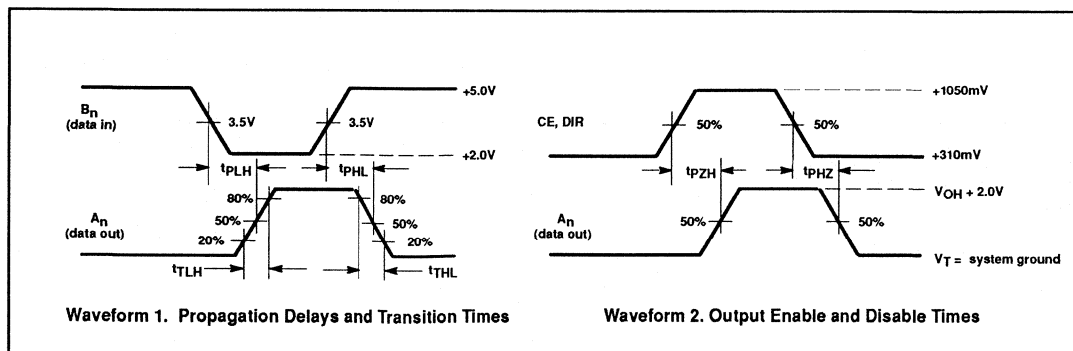 +5.0V
Bn
(data in)
3.5V
3.5V
+2.0V
tPLH
tPHL
80%
80%
An
(data out)
50%
50%
20%
20%
tTLH
tTHL
Waveform 1. Propagation Delays and Transition Times
+1050mV
CE, DIR
50%
50%
+310mV
tPZH
tPHZ
VOH + 2.0V
An
(data out)
50%
50%
VT = system ground
Waveform 2. Output Enable and Disable Times